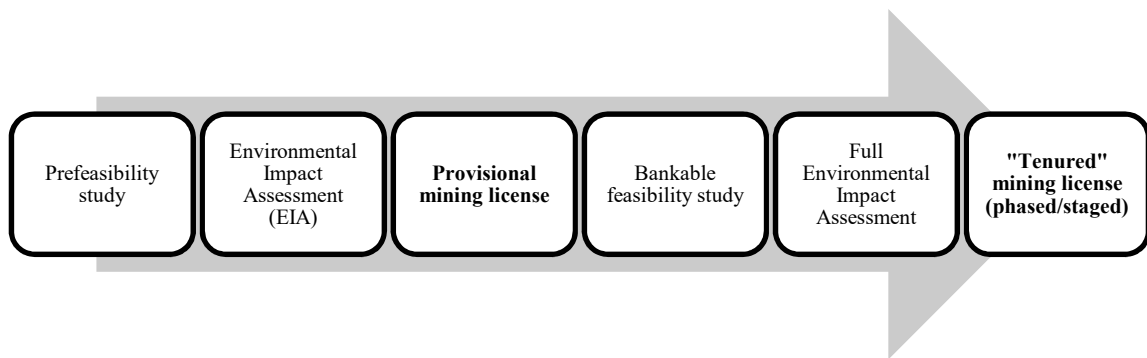 Prefeasibility
study
Environmental
Impact
Assessment
(EIA)
Provisional
mining license
Bankable
feasibility study
Full
Environmental
Impact
Assessment
"Tenured"
mining license
(phased/staged)